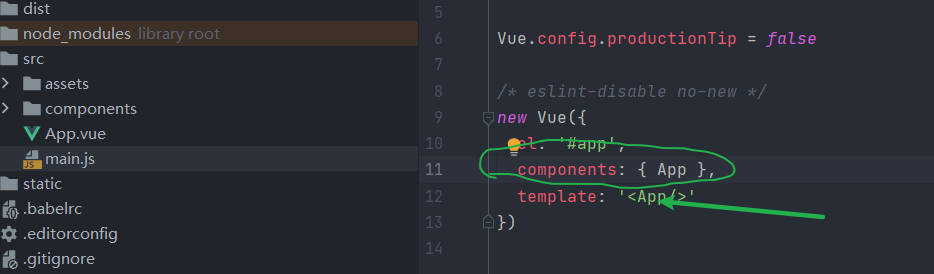 dist
node_modules library root
src
assets
components
App.vue
main.js
static
.babelrc
.editorconfig
.gitignore
5
6 Vue.config.productionTip = false
7
8 /* eslint-disable no-new */
9 new Vue({
10 el: '#app',
11 components: { App },
12 template: '<App/>'
13 })
14